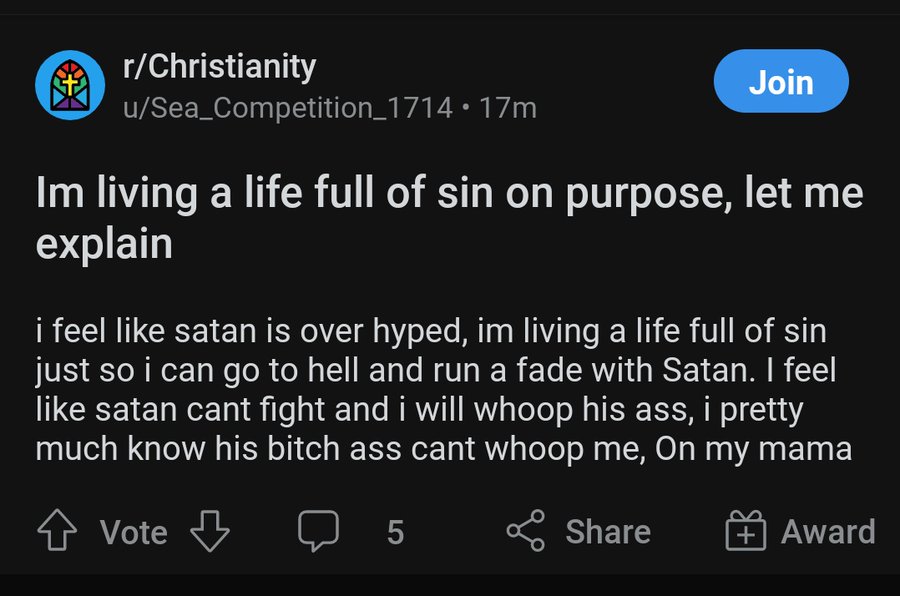 r/Christianity
u/Sea_Competition_1714 • 17m
Join
Im living a life full of sin on purpose, let me
explain
i feel like satan is over hyped, im living a life full of sin
just so i can go to hell and run a fade with Satan. I feel
like satan cant fight and i will whoop his ass, i pretty
much know his bitch ass cant whoop me, On my mama
Vote 5 Share Award